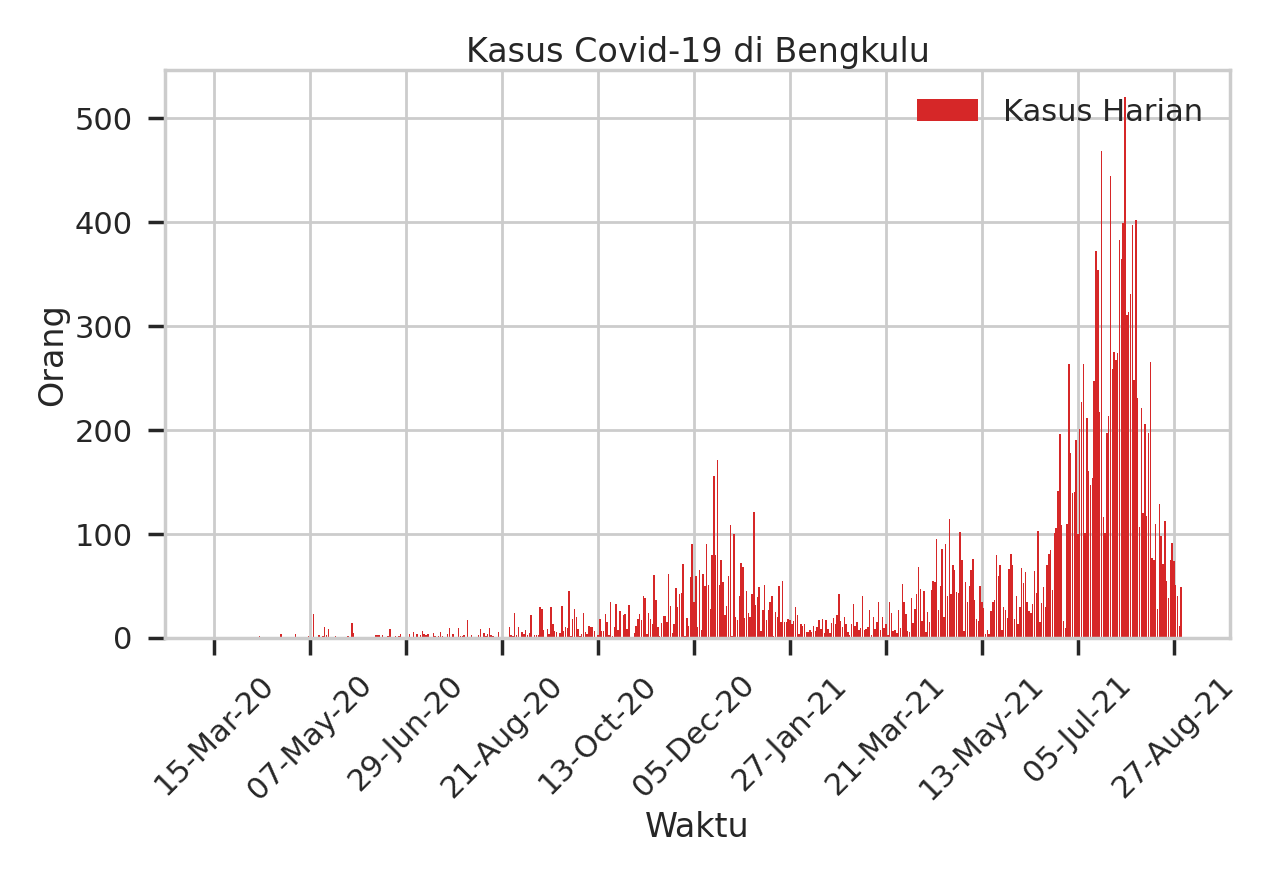 Kasus Covid-19 di Bengkulu
Kasus Harian
500
400
300
200
100
0
Orang
15-Mar-20
07-May-20
29-Jun-20
21-Aug-20
13-Oct-20
05-Dec-20
27-Jan-21
21-Mar-21
13-May-21
05-Jul-21
27-Aug-21
Waktu